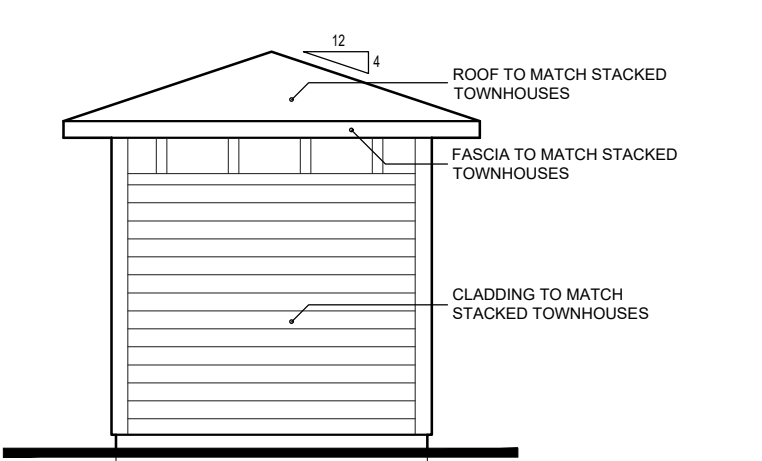 12
4
ROOF TO MATCH STACKED
TOWNHOUSES
FASCIA TO MATCH STACKED
TOWNHOUSES
CLADDING TO MATCH
STACKED TOWNHOUSES